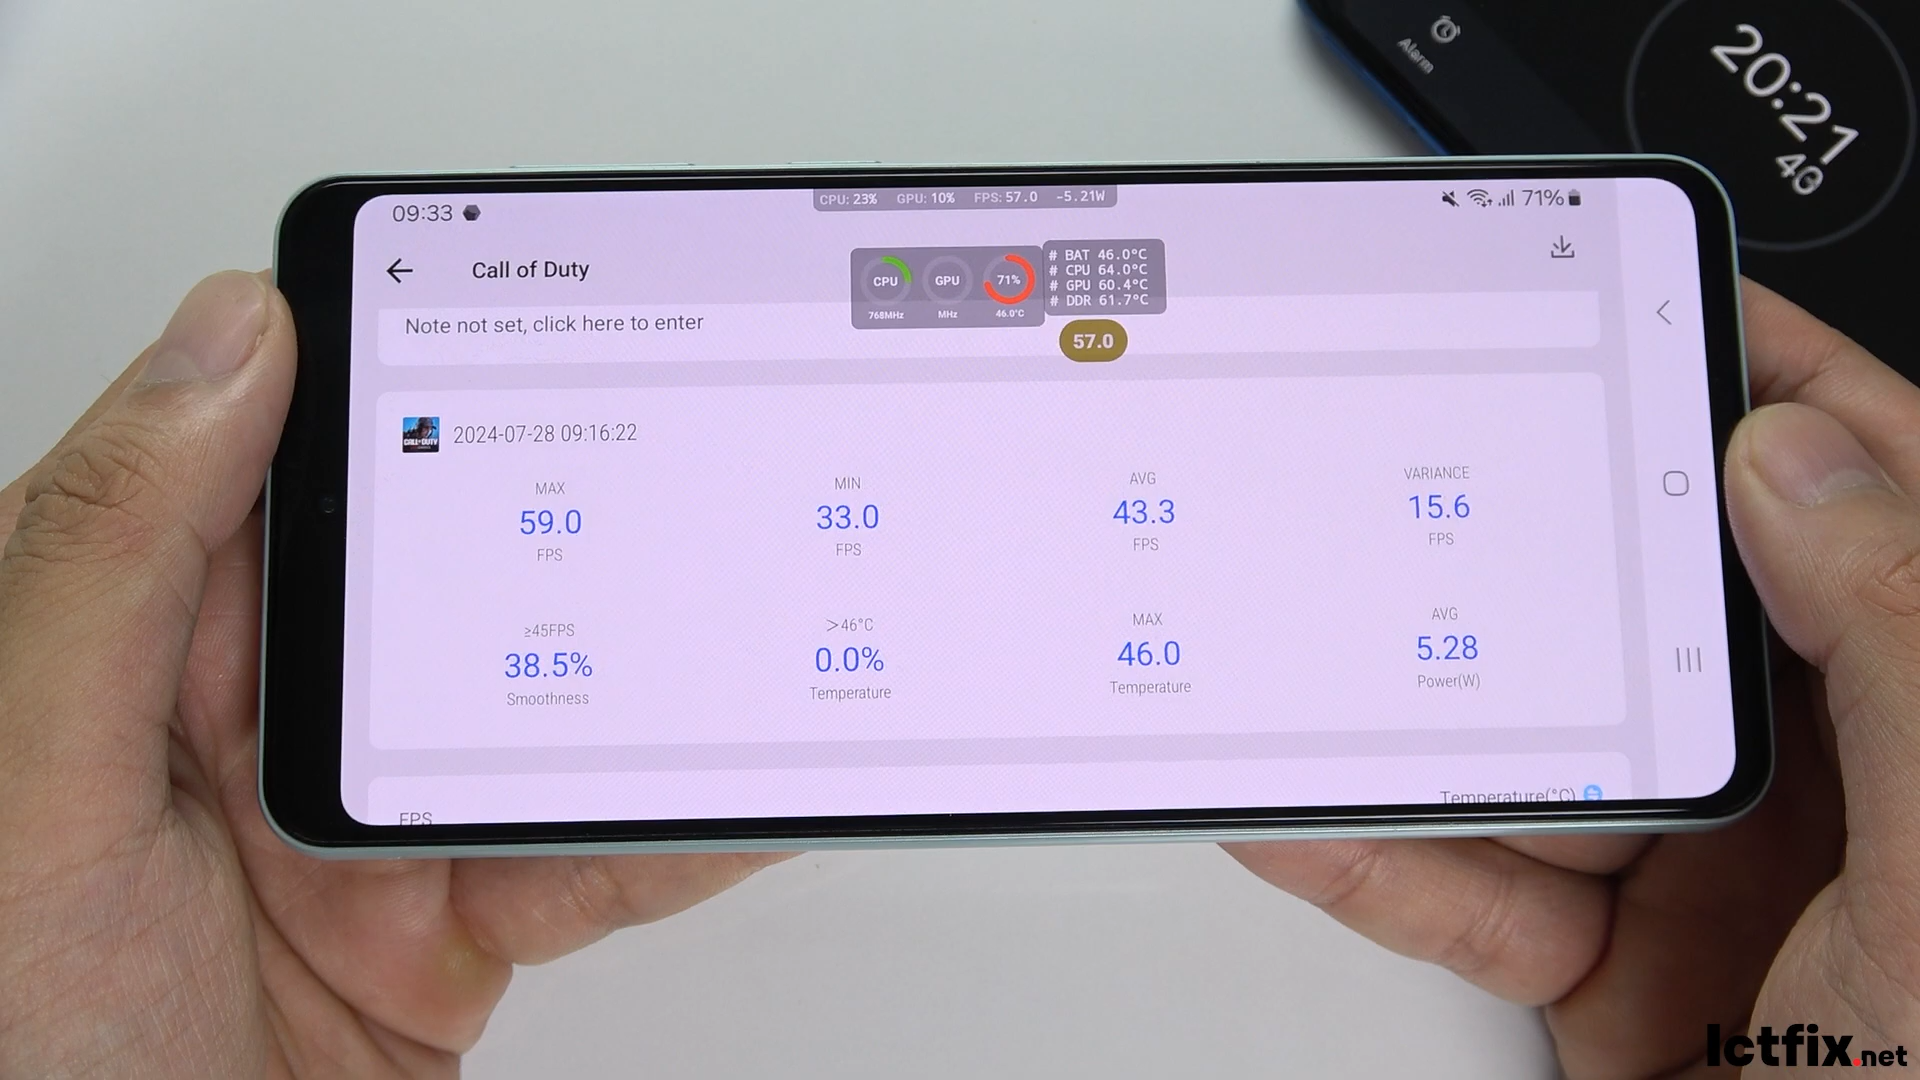 Alarm
20:21
49
09:33
CPU: 23% GPU: 10% FPS: 57.0 -5.21W
71%
Call of Duty
CPU
768MHz
GPU
MHz
71%
46.0°C
# BAT 46.0°C
# CPU 64.0°C
# GPU 60.4°C
# DDR 61.7°C
57.0
Note not set, click here to enter
CALL OF DUTY
2024-07-28 09:16:22
MAX
59.0
FPS
MIN
33.0
FPS
AVG
43.3
FPS
VARIANCE
15.6
FPS
≥45FPS
38.5%
Smoothness
>46°C
0.0%
Temperature
MAX
46.0
Temperature
AVG
5.28
Power(W)
FPS
Temperature(°C)
Ictfix.net